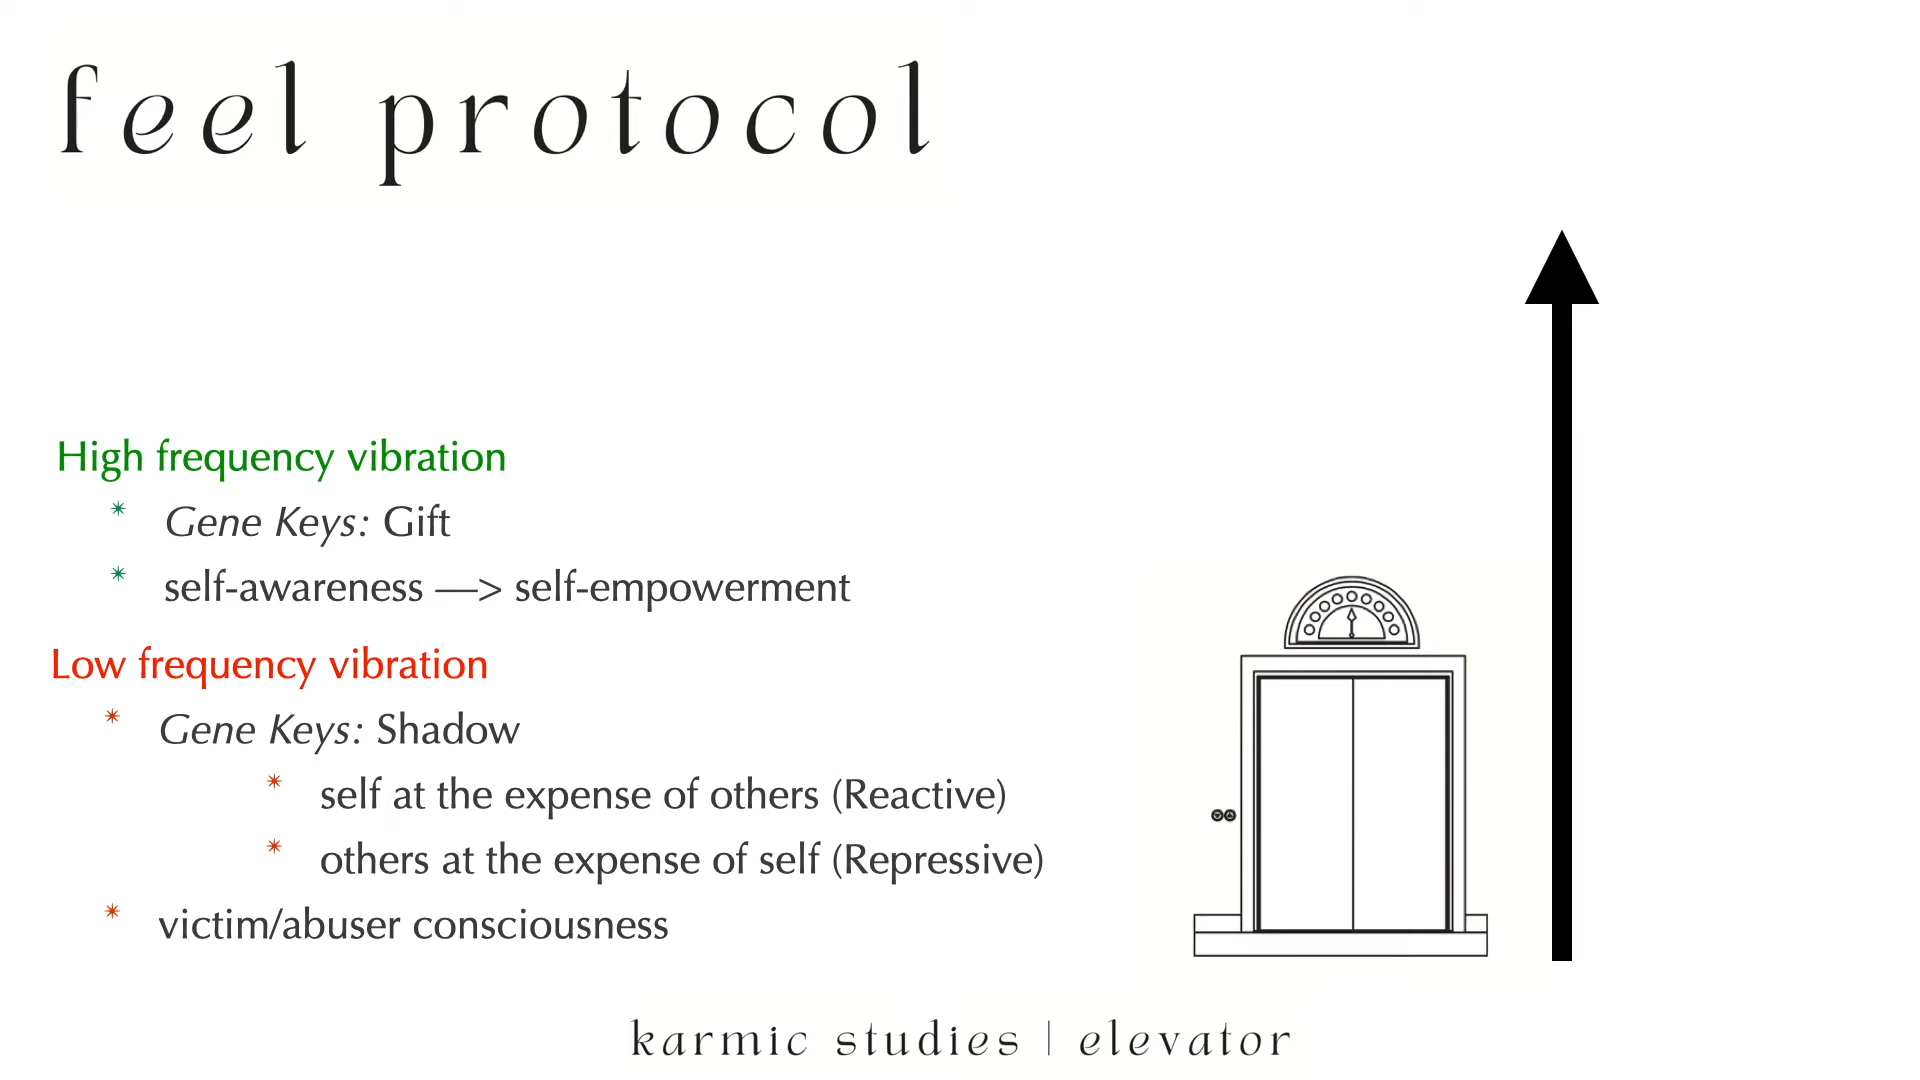 feel protocol
High frequency vibration
* Gene Keys: Gift
* self-awareness —> self-empowerment
Low frequency vibration
* Gene Keys: Shadow
* self at the expense of others (Reactive)
* others at the expense of self (Repressive)
* victim/abuser consciousness
karmic studies | elevator